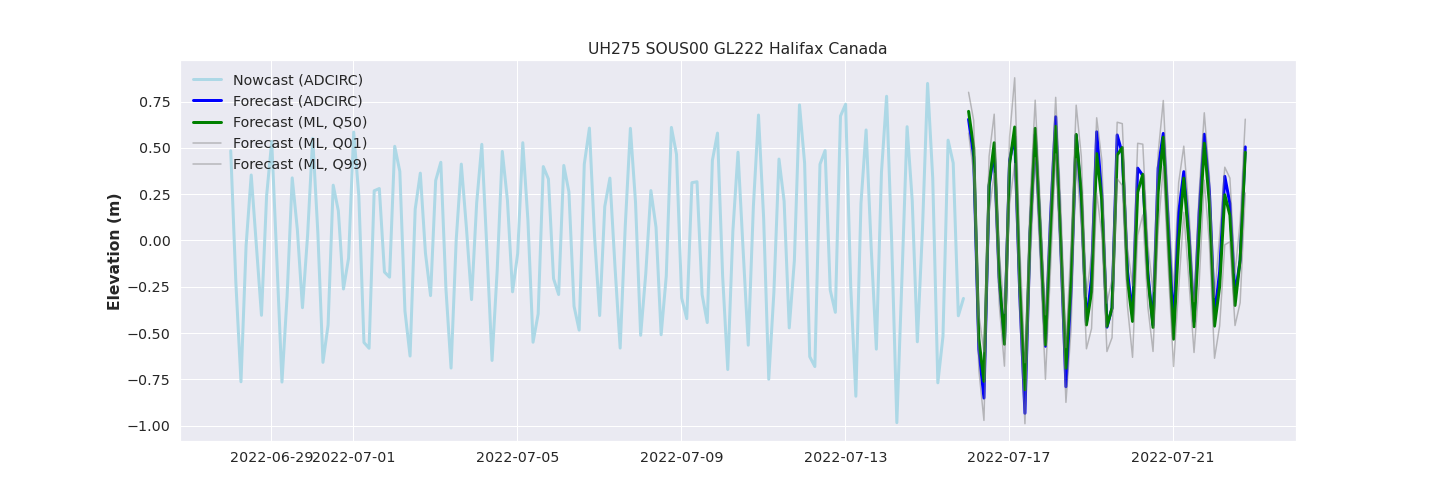 UH275 SOUS00 GL222 Halifax Canada
Nowcast (ADCIRC)
Forecast (ADCIRC)
Forecast (ML, Q50)
Forecast (ML, Q01)
Forecast (ML, Q99)
Elevation (m)
0.75
0.50
0.25
0.00
−0.25
−0.50
−0.75
−1.00
2022-06-29 2022-07-01 2022-07-05 2022-07-09 2022-07-13 2022-07-17 2022-07-21